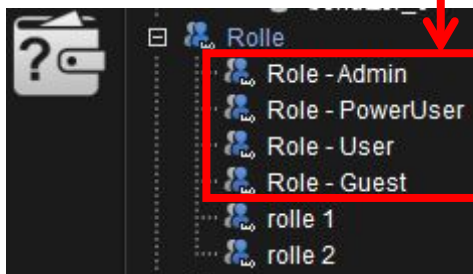 Rolle
Role - Admin
Role - PowerUser
Role - User
Role - Guest
rolle 1
rolle 2